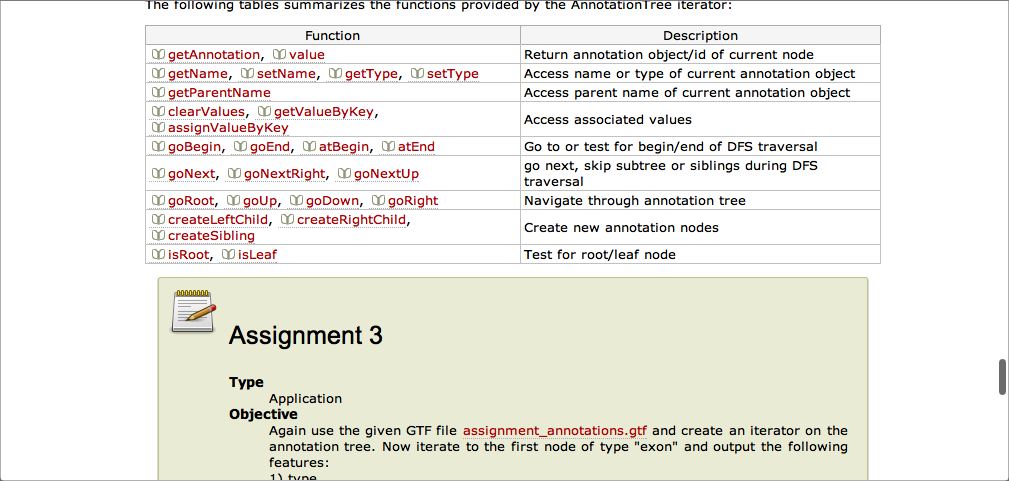 The following tables summarizes the functions provided by the AnnotationTree iterator:
Function Description
getAnnotation, value Return annotation object/id of current node
getName, setName, getType, setType Access name or type of current annotation object
getParentName Access parent name of current annotation object
clearValues, getValueByKey,
assignValueByKey
Access associated values
goBegin, goEnd, atBegin, atEnd Go to or test for begin/end of DFS traversal
goNext, goNextRight, goNextUp
go next, skip subtree or siblings during DFS
traversal
goRoot, goUp, goDown, goRight Navigate through annotation tree
createLeftChild, createRightChild,
createSibling
Create new annotation nodes
isRoot, isLeaf Test for root/leaf node
Assignment 3
Type
Application
Objective
Again use the given GTF file assignment_annotations.gtf and create an iterator on the
annotation tree. Now iterate to the first node of type "exon" and output the following
features:
1) type